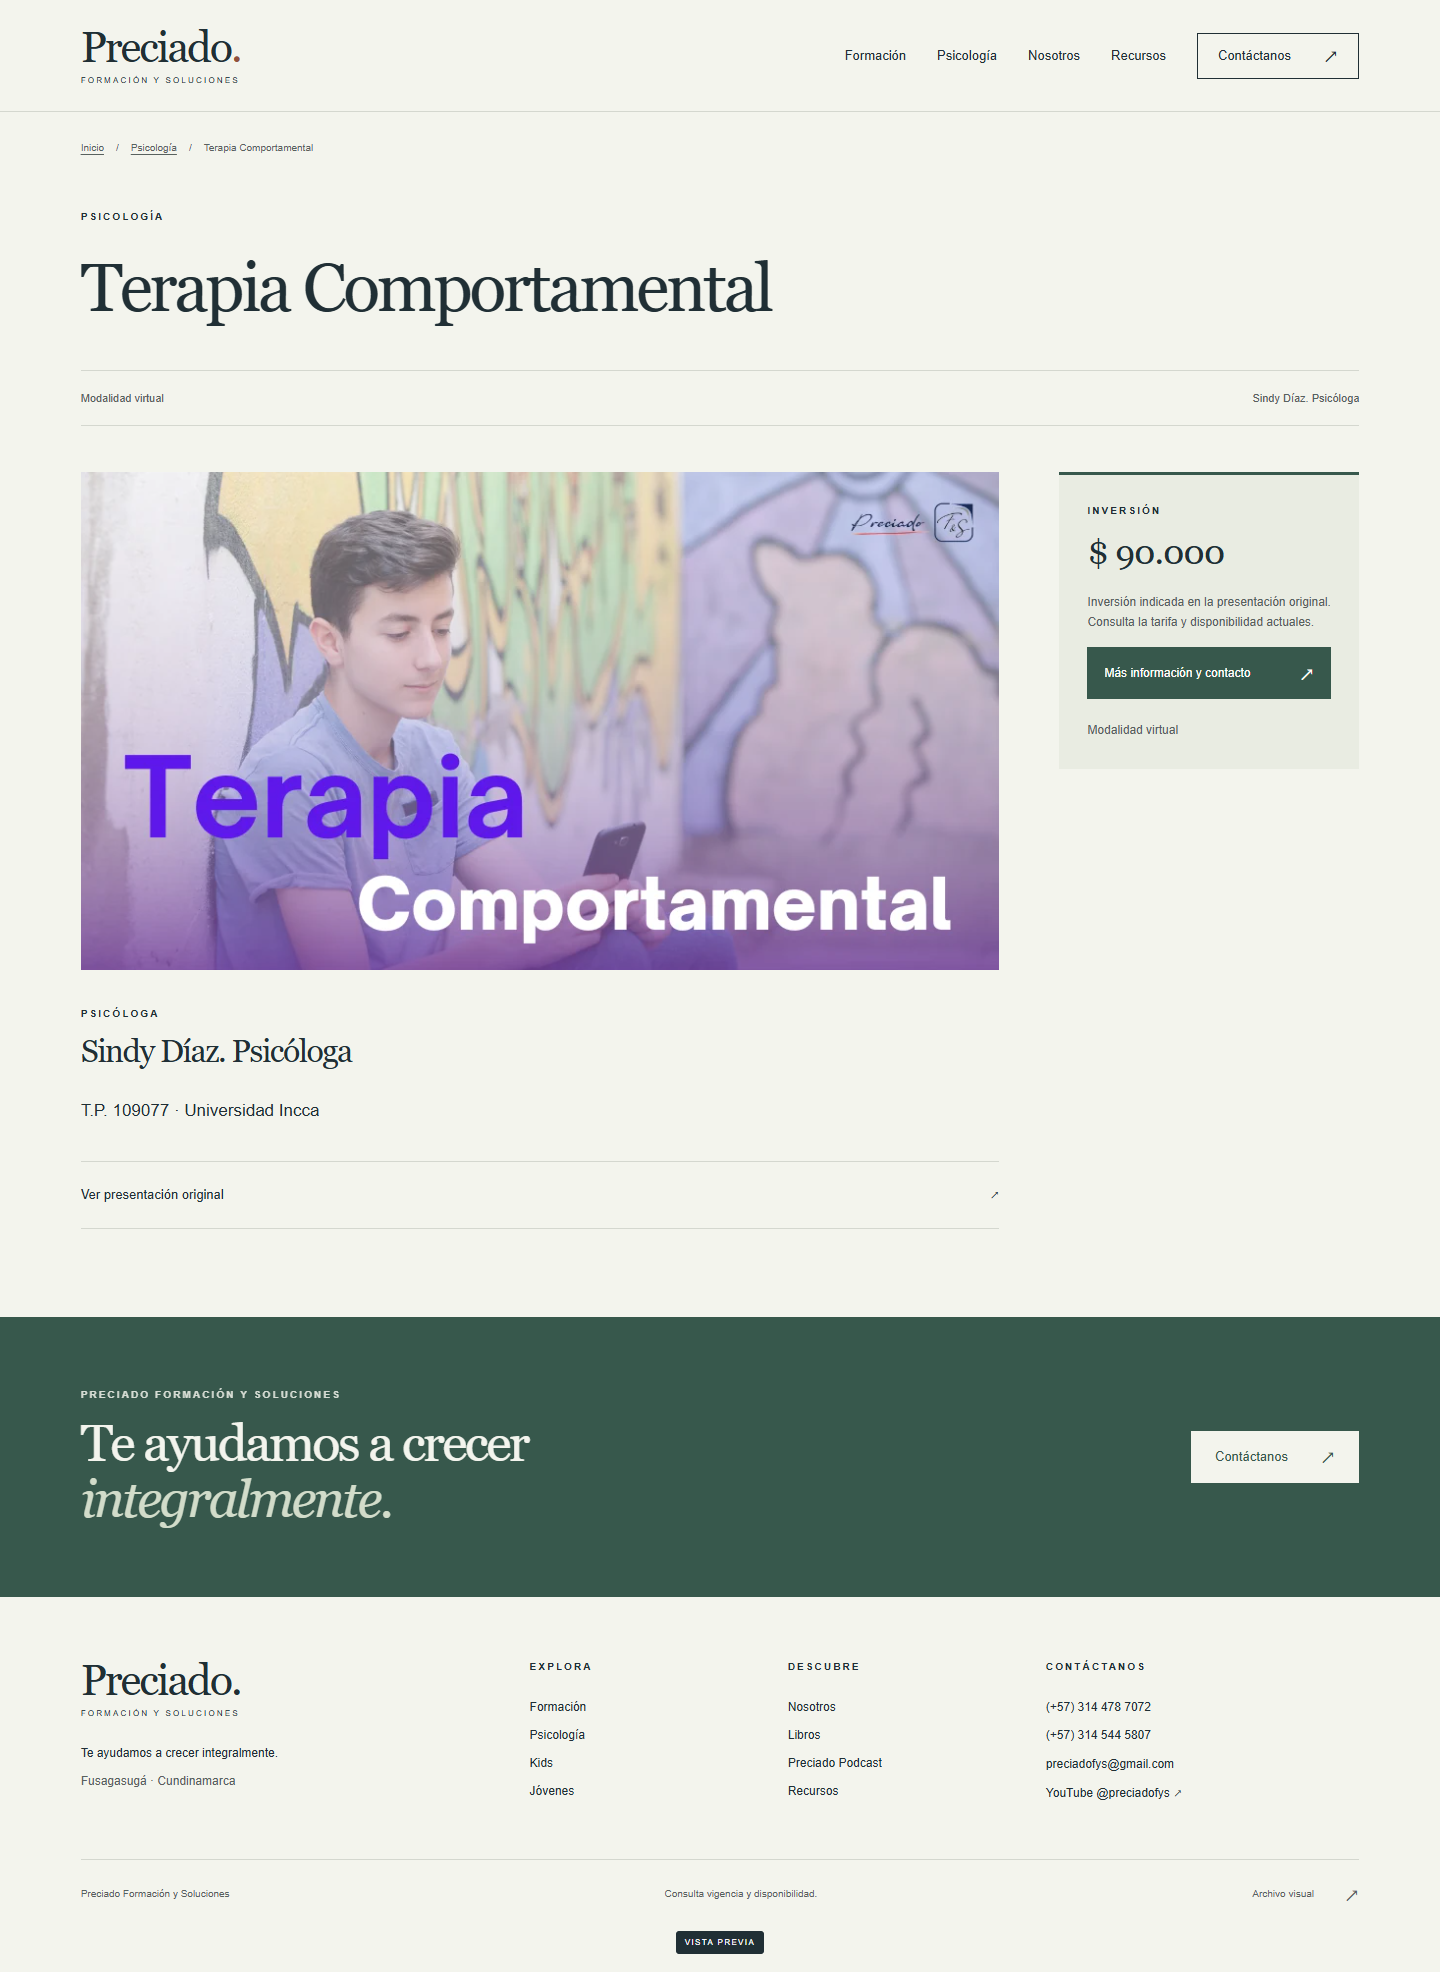 Preciado.
FORMACIÓN Y SOLUCIONES
Formación
Psicología
Nosotros
Recursos
Contáctanos ↗
Inicio / Psicología / Terapia Comportamental
PSICOLOGÍA
Terapia Comportamental
Modalidad virtual
Sindy Díaz. Psicóloga
Preciado F&S
Terapia
Comportamental
INVERSIÓN
$ 90.000
Inversión indicada en la presentación original.
Consulta la tarifa y disponibilidad actuales.
Más información y contacto ↗
Modalidad virtual
PSICÓLOGA
Sindy Díaz. Psicóloga
T.P. 109077 · Universidad Incca
Ver presentación original ↗
PRECIADO FORMACIÓN Y SOLUCIONES
Te ayudamos a crecer
integralmente.
Contáctanos ↗
Preciado.
FORMACIÓN Y SOLUCIONES
Te ayudamos a crecer integralmente.
Fusagasugá · Cundinamarca
EXPLORA
Formación
Psicología
Kids
Jóvenes
DESCUBRE
Nosotros
Libros
Preciado Podcast
Recursos
CONTÁCTANOS
(+57) 314 478 7072
(+57) 314 544 5807
preciadofys@gmail.com
YouTube @preciadofys ↗
Preciado Formación y Soluciones
Consulta vigencia y disponibilidad.
Archivo visual ↗
VISTA PREVIA